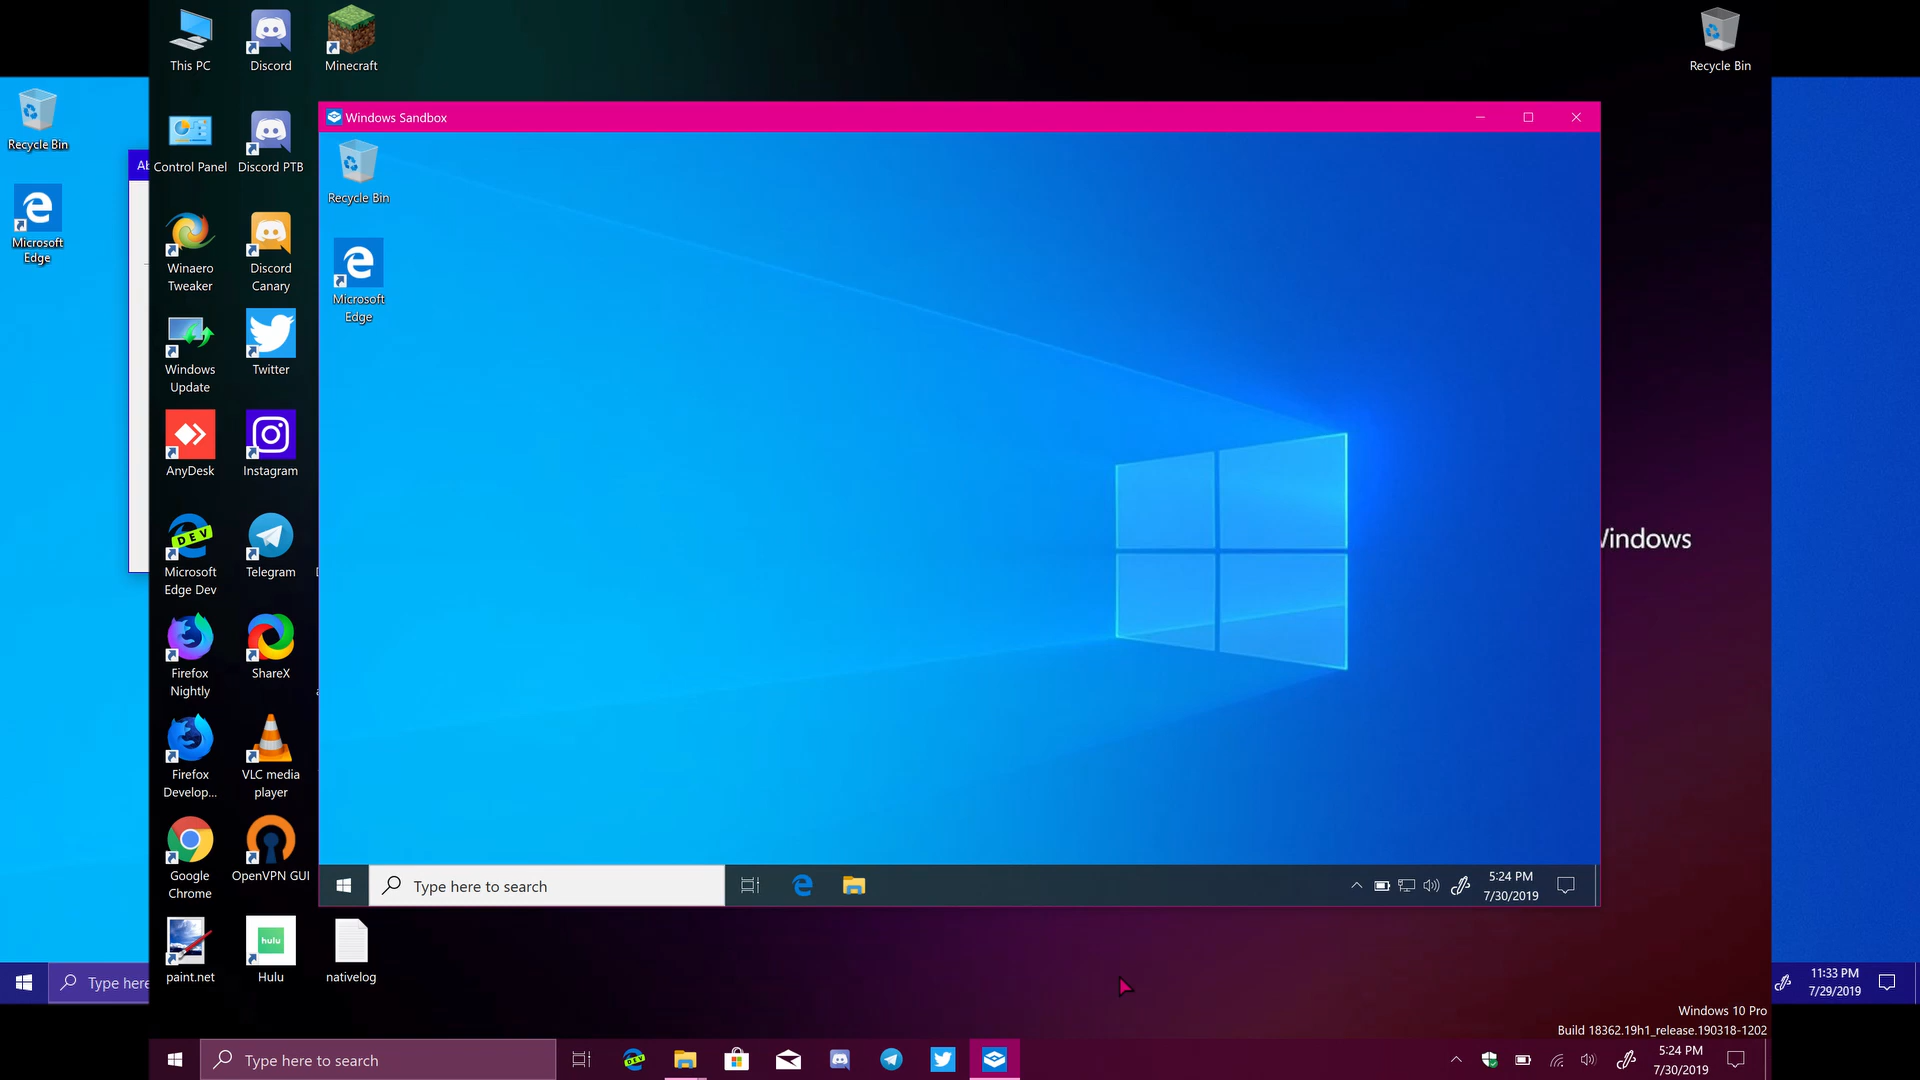 This PC
Discord
Minecraft
Recycle Bin
Recycle Bin
Microsoft
Edge
Control Panel
Discord PTB
Windows Sandbox
Recycle Bin
Microsoft
Edge
Winaero
Tweaker
Discord
Canary
Windows
Update
Twitter
AnyDesk
Instagram
DEV
Microsoft
Edge Dev
Telegram
Firefox
Nightly
ShareX
Firefox
Develop...
VLC media
player
Google
Chrome
OpenVPN GUI
paint.net
hulu
Hulu
nativelog
Type here to search
5:24 PM
7/30/2019
Windows
Type here
11:33 PM
7/29/2019
Windows 10 Pro
Build 18362.19h1_release.190318-1202
Type here to search
DEV
5:24 PM
7/30/2019